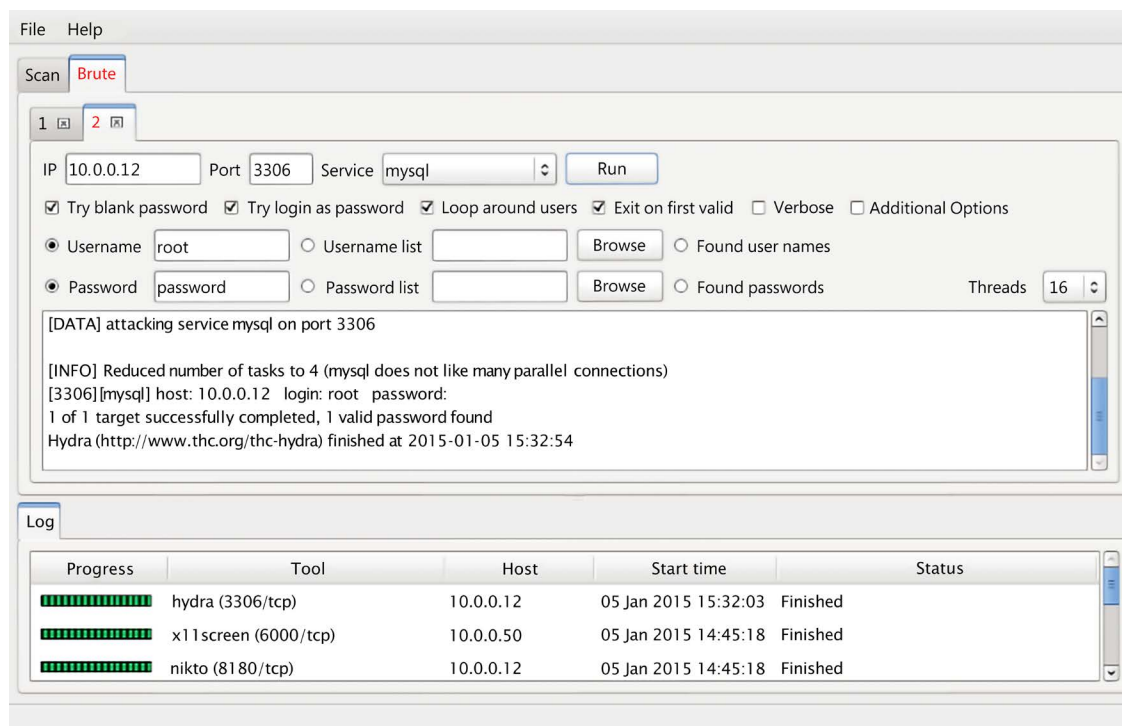 File Help
Scan Brute
1 2
IP 10.0.0.12 Port 3306 Service mysql Run
Try blank password Try login as password Loop around users Exit on first valid Verbose Additional Options
Username root Username list Browse Found user names
Password password Password list Browse Found passwords Threads 16
[DATA] attacking service mysql on port 3306
[INFO] Reduced number of tasks to 4 (mysql does not like many parallel connections)
[3306][mysql] host: 10.0.0.12 login: root password:
1 of 1 target successfully completed, 1 valid password found
Hydra (http://www.thc.org/thc-hydra) finished at 2015-01-05 15:32:54
Log
Progress Tool Host Start time Status
hydra (3306/tcp) 10.0.0.12 05 Jan 2015 15:32:03 Finished
x11screen (6000/tcp) 10.0.0.50 05 Jan 2015 14:45:18 Finished
nikto (8180/tcp) 10.0.0.12 05 Jan 2015 14:45:18 Finished